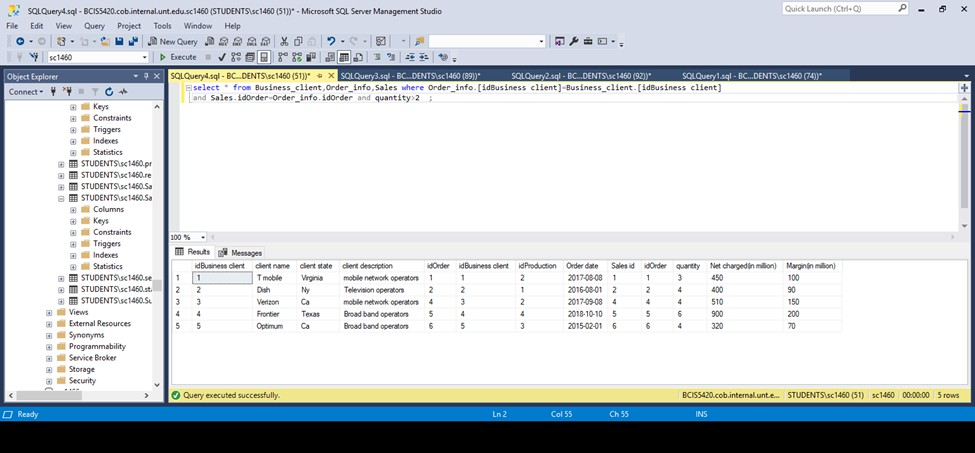 SQLQuery4.sql - BCIS5420.cob.internal.unt.edu.sc1460 (STUDENTS\sc1460 (51))* - Microsoft SQL Server Management Studio
Quick Launch (Ctrl+Q)
File Edit View Query Project Tools Window Help
New Query
sc1460 Execute
Object Explorer
SQLQuery4.sql - BC...DENTS\sc1460 (51))* SQLQuery3.sql - BC...DENTS\sc1460 (89))* SQLQuery2.sql - BC...DENTS\sc1460 (92))* SQLQuery1.sql - BC...DENTS\sc1460 (74))*
Connect
Keys
Constraints
Triggers
Indexes
Statistics
STUDENTS\sc1460.pr
STUDENTS\sc1460.re
STUDENTS\sc1460.Sa
STUDENTS\sc1460.Sa
Columns
Keys
Constraints
Triggers
Indexes
Statistics
STUDENTS\sc1460.se
STUDENTS\sc1460.st
STUDENTS\sc1460.Su
Views
External Resources
Synonyms
Programmability
Service Broker
Storage
Security
select * from Business_client,Order_info,Sales where Order_info.[idBusiness client]=Business_client.[idBusiness client]
and Sales.idOrder=Order_info.idOrder and quantity>2 ;
100 %
Results Messages
idBusiness client client name client state client description idOrder idBusiness client idProduction Order date Sales id idOrder quantity Net charged(in million) Margin(in million)
1 1 T mobile Virginia mobile network operators 1 1 2 2017-08-08 1 1 3 450 100
2 2 Dish Ny Television operators 2 2 1 2016-08-01 2 2 4 400 90
3 3 Verizon Ca mobile network operators 4 3 2 2017-09-08 4 4 4 510 150
4 4 Frontier Texas Broad band operators 5 4 4 2018-10-10 5 5 6 900 200
5 5 Optimum Ca Broad band operators 6 5 3 2015-02-01 6 6 4 320 70
Query executed successfully. BCIS5420.cob.internal.unt.e... STUDENTS\sc1460 (51) sc1460 00:00:00 5 rows
Ready Ln 2 Col 55 Ch 55 INS